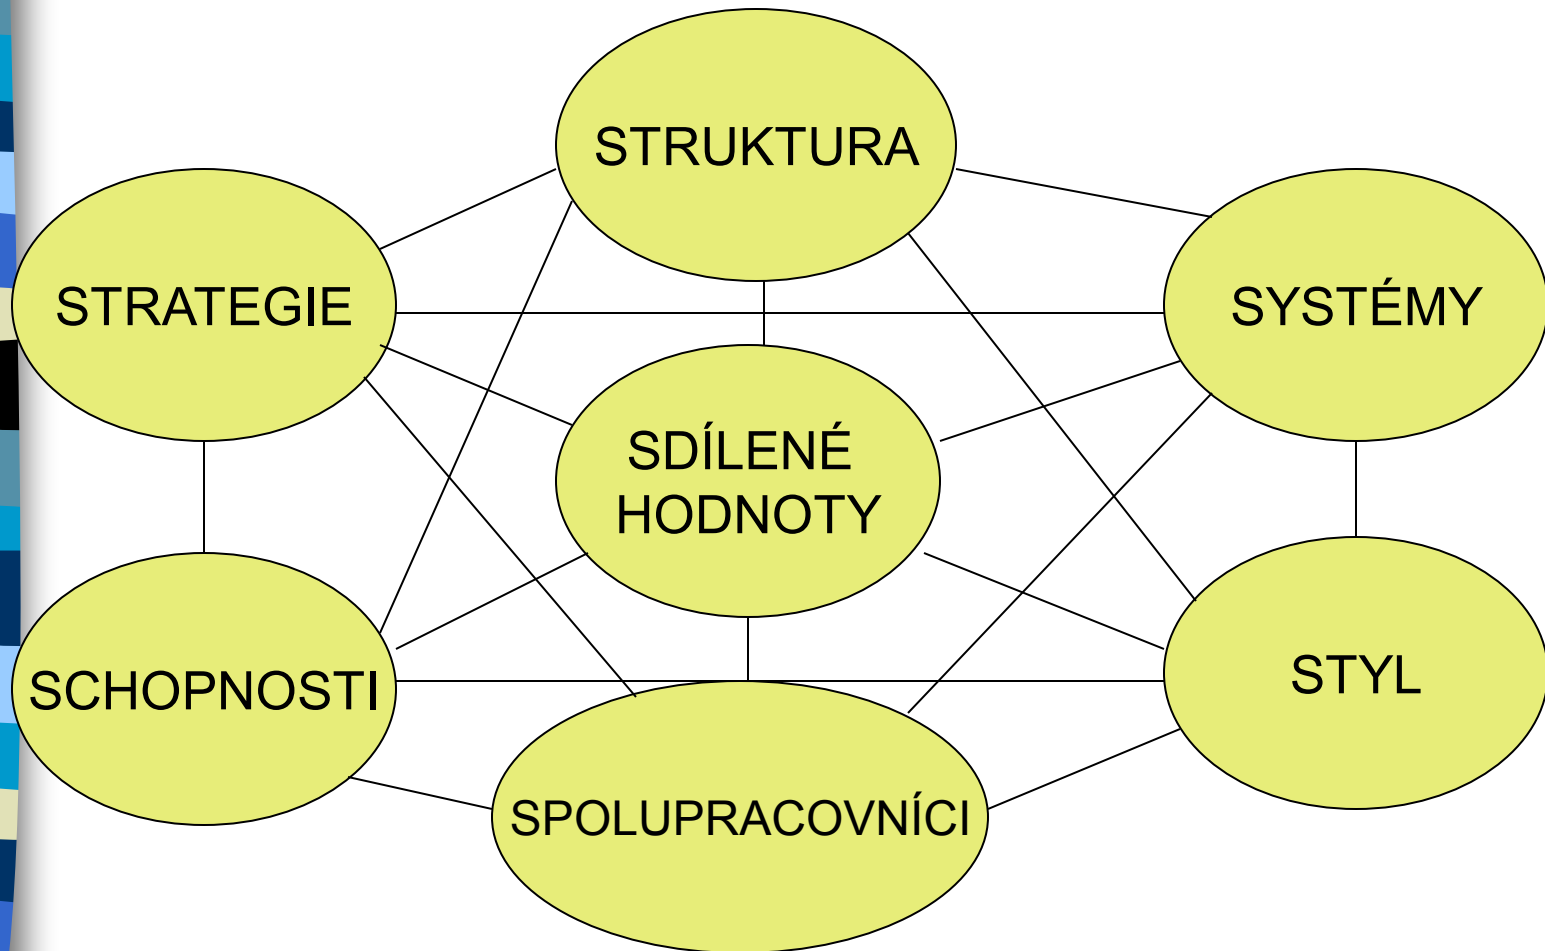 STRUKTURA
STRATEGIE
SYSTÉMY
SDÍLENÉ
HODNOTY
SCHOPNOSTI
STYL
SPOLUPRACOVNÍCI